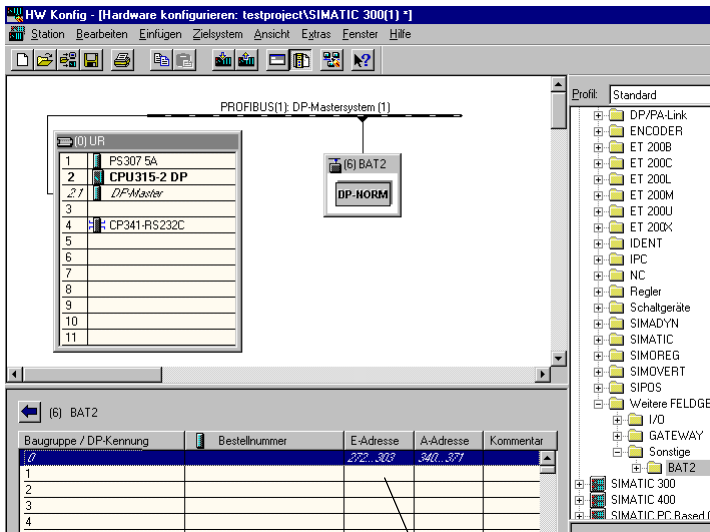 HW Konfig - [Hardware konfigurieren: testproject\SIMATIC 300(1) *]
Station Bearbeiten Einfügen Zielsystem Ansicht Extras Fenster Hilfe
PROFIBUS(1): DP-Mastersystem (1)
(0) UR
1 PS307 5A
2 CPU315-2 DP
2.1 DP-Master
3
4 CP341-RS232C
5
6
7
8
9
10
11
(6) BAT2
DP-NORM
Profil: Standard
DP/PA-Link
ENCODER
ET 200B
ET 200C
ET 200L
ET 200M
ET 200U
ET 200X
IDENT
IPC
NC
Regler
Schaltgeräte
SIMADYN
SIMATIC
SIMOREG
SIMOVERT
SIPOS
Weitere FELDGE
I/O
GATEWAY
Sonstige
BAT2
SIMATIC 300
SIMATIC 400
SIMATIC PC Based
(6) BAT2
Baugruppe / DP-Kennung Bestellnummer E-Adresse A-Adresse Kommentar
0 272...303 340...371
1
2
3
4